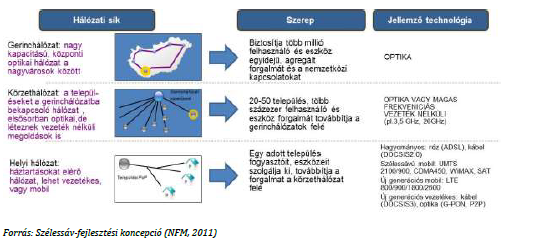 Hálózati sík
Szerep
Jellemző technológia
Gerinchálózat: nagy
kapacitású, központi
optikai hálózat a
nagyvárosok között
Biztosítja több millió
felhasználó és eszköz
egyidejű, agregált
forgalmát és a nemzetközi
kapcsolatokat
OPTIKA
Körzethálózat: a települ-
éseket a gerinchálózatba
bekapcsoló hálózat,
elsősorban optikai,de
léteznek vezeték nélküli
megoldások is
20-50 település, több
százezer felhasználó és
eszköz forgalmát továbbítja a
gerinchálózatok felé
OPTIKA VAGY MAGAS
FREKVENCIÁS
VEZETÉK NÉLKÜLI
(pl.3,5 GHz, 26GHz)
Helyi hálózat:
háztartásokat elérő
hálózat, lehet vezetékes,
vagy mobil
Települési PoP
Egy adott település
fogyasztóit, eszközeit
szolgálja ki, továbbítja a
forgalmat a körzethálózat
felé
Hagyományos: réz (ADSL), kábel
(DOCSIS2.0)
Szélessávú mobil: UMTS
2100/900, CDMA450, WiMAX, SAT
Új generációs mobil: LTE
800/900/1800/2600
Új generációs vezetékes: kábel
(DOCSIS3), optika (G-PON, P2P)
Forrás: Szélessáv-fejlesztési koncepció (NFM, 2011)